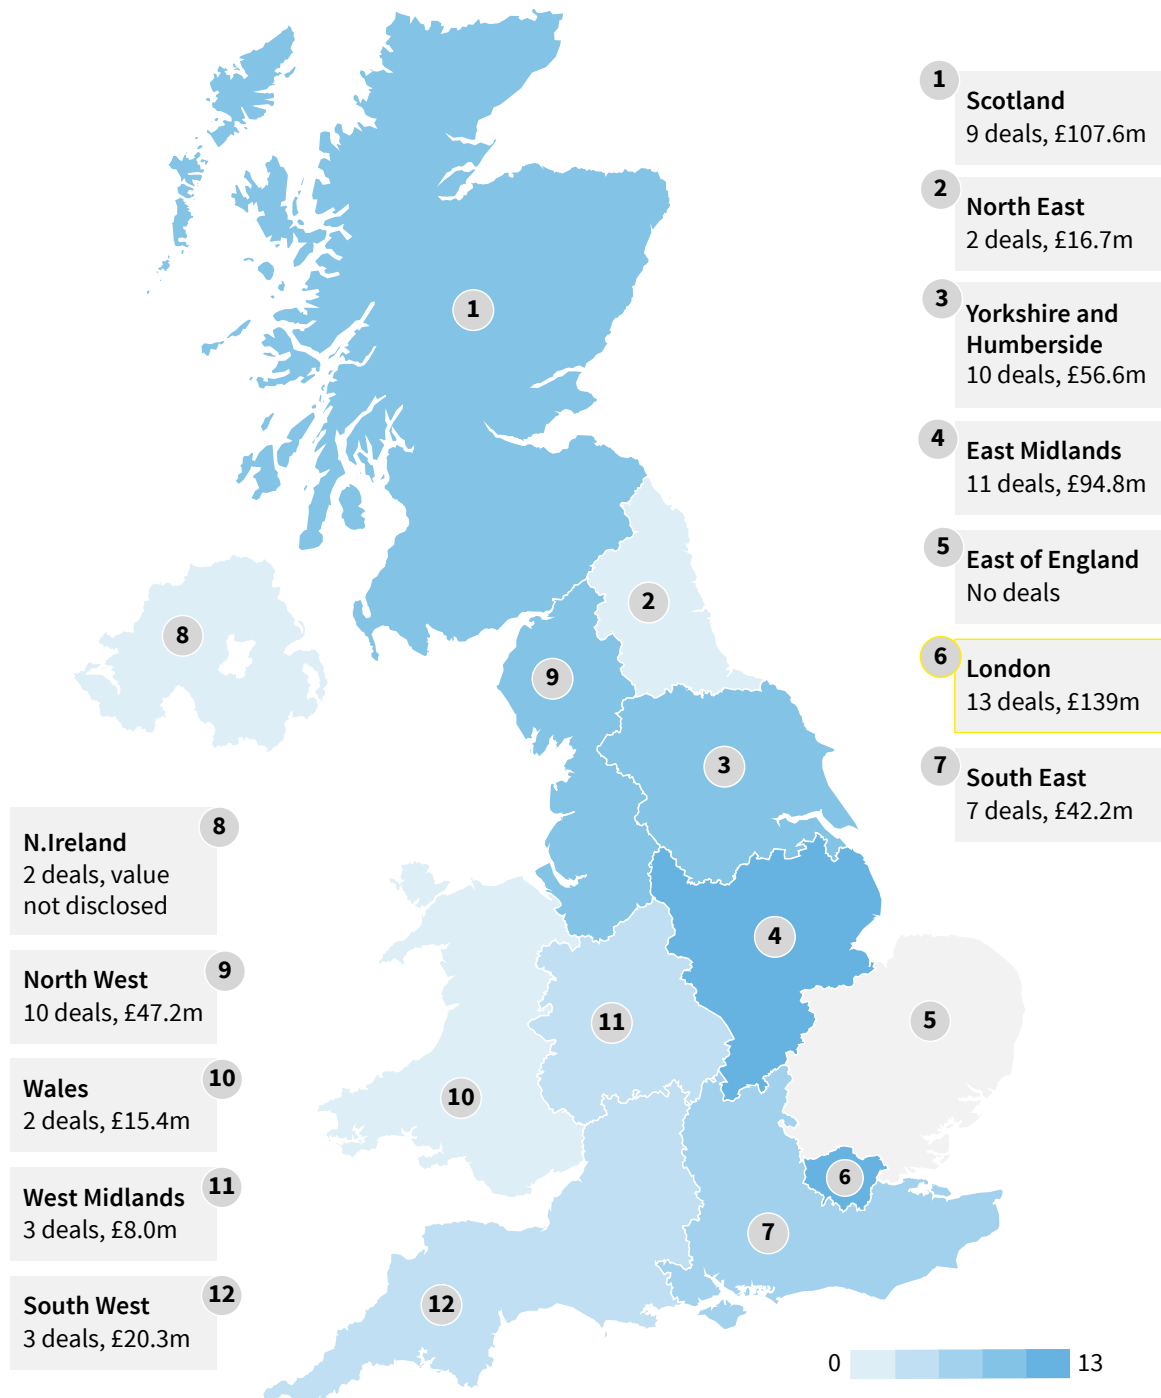 1
Scotland
9 deals, £107.6m
2
North East
2 deals, £16.7m
3
Yorkshire and
Humberside
10 deals, £56.6m
4
East Midlands
11 deals, £94.8m
5
East of England
No deals
6
London
13 deals, £139m
7
South East
7 deals, £42.2m
8
N.Ireland
2 deals, value
not disclosed
9
North West
10 deals, £47.2m
10
Wales
2 deals, £15.4m
11
West Midlands
3 deals, £8.0m
12
South West
3 deals, £20.3m
1
2
8
9
3
4
5
11
10
6
7
12
0 13